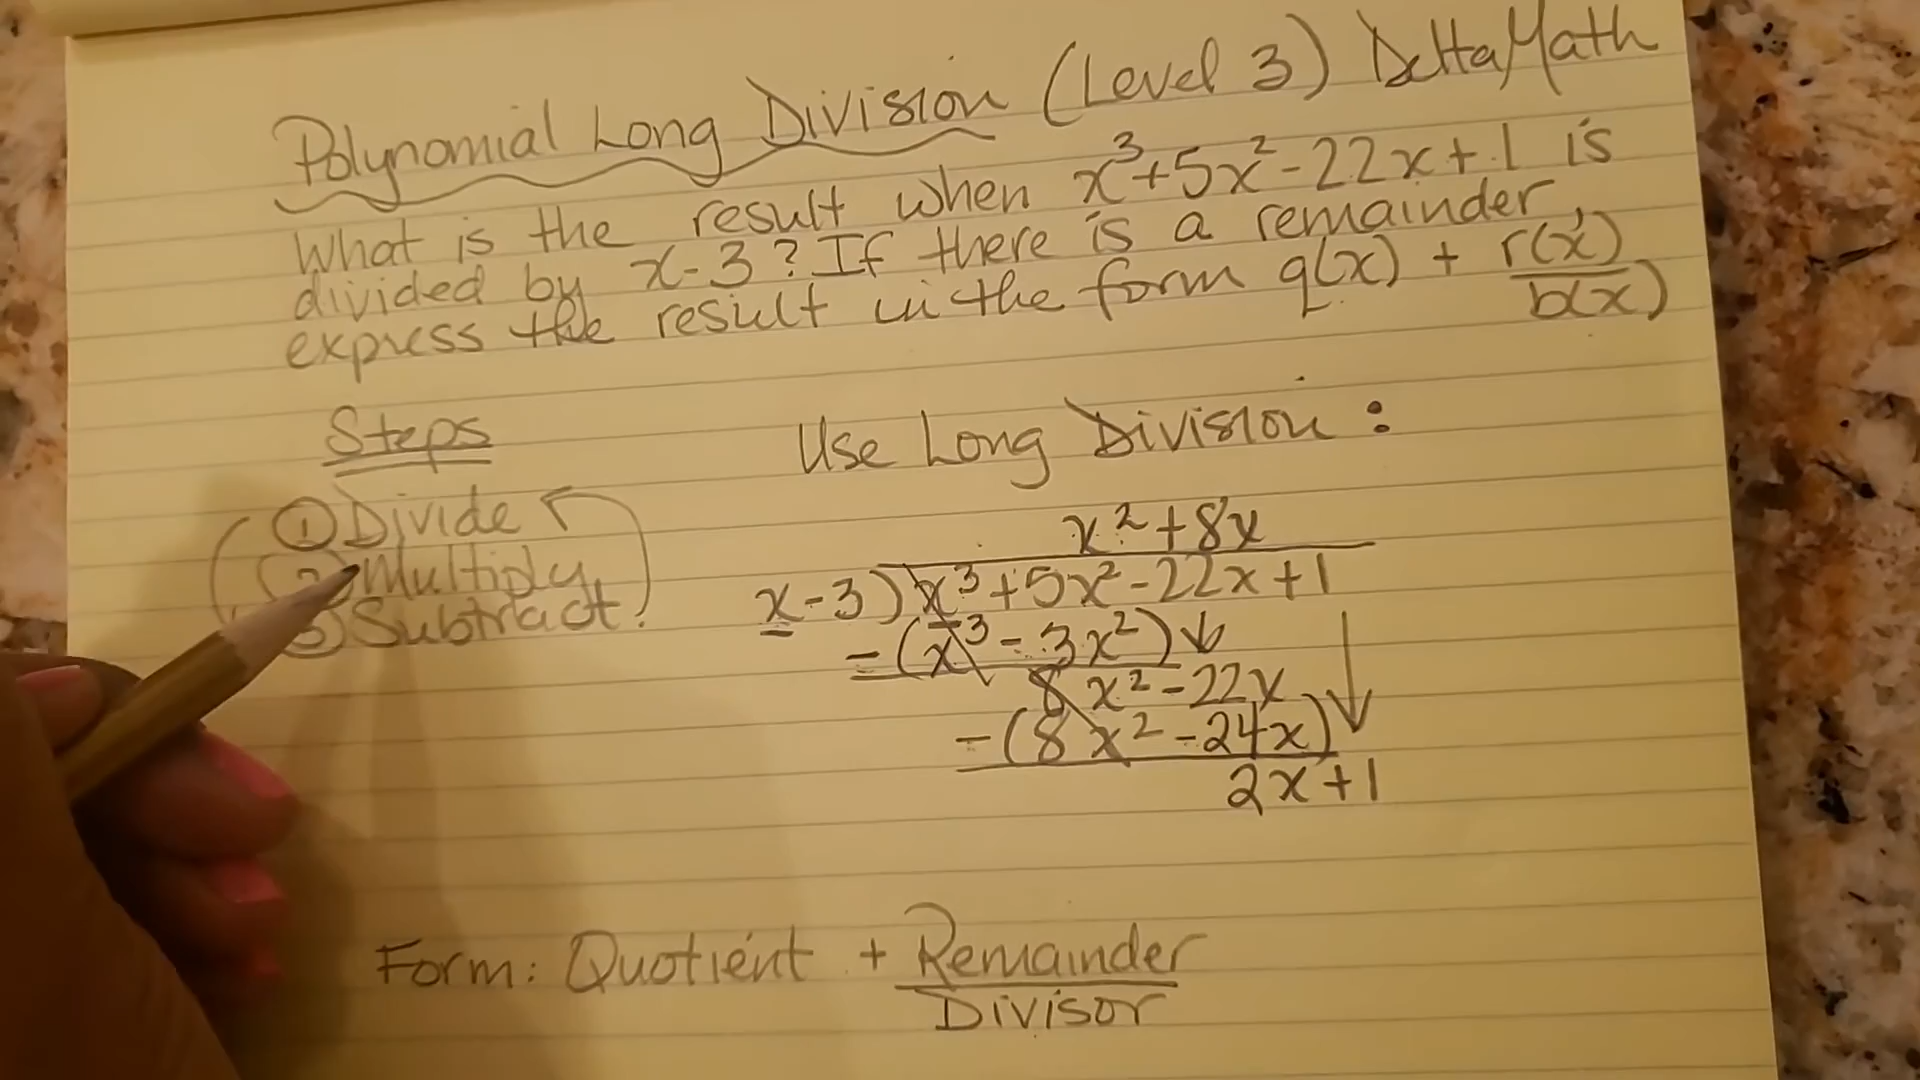 Polynomial Long Division (Level 3) DeltaMath
What is the result when x³+5x²-22x+1 is
divided by x-3? If there is a remainder,
express the result in the form q(x) + r(x)/b(x)
Steps
① Divide
② Multiply
③ Subtract
Use Long Division:
x²+8x
x-3)x³+5x²-22x+1
-(x³-3x²)
8x²-22x
-(8x²-24x)
2x+1
Form: Quotient + Remainder
Divisor